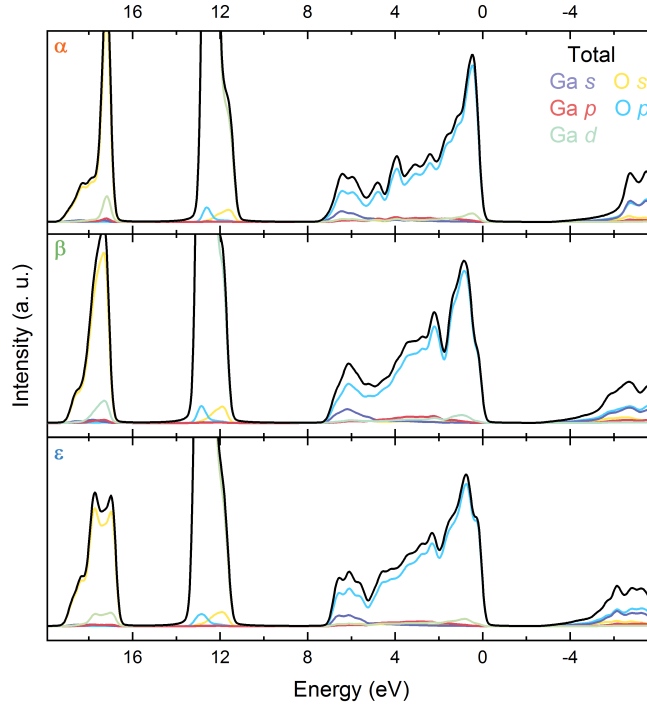 16 12 8 4 0 -4
α
Total
Ga s O s
Ga p O p
Ga d
β
Intensity (a. u.)
ε
16 12 8 4 0 -4
Energy (eV)